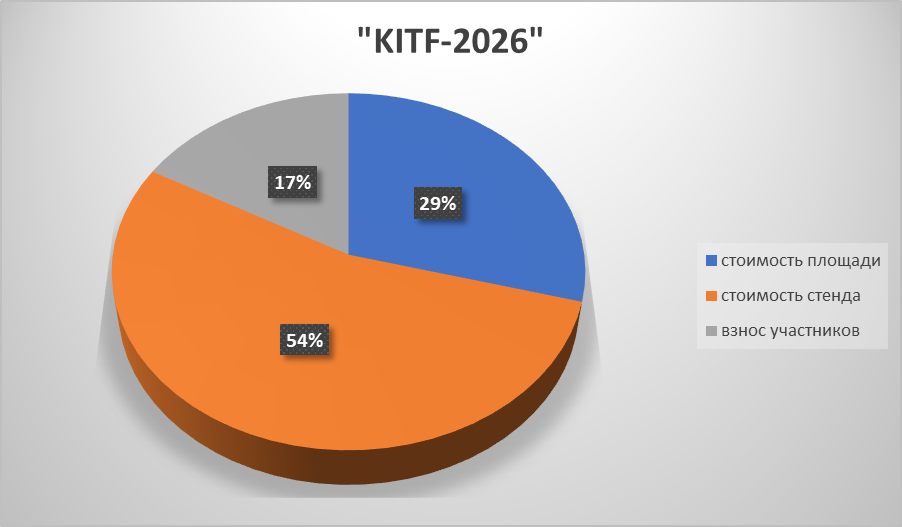 "KITF-2026"
17%
29%
54%
стоимость площади
стоимость стенда
взнос участников